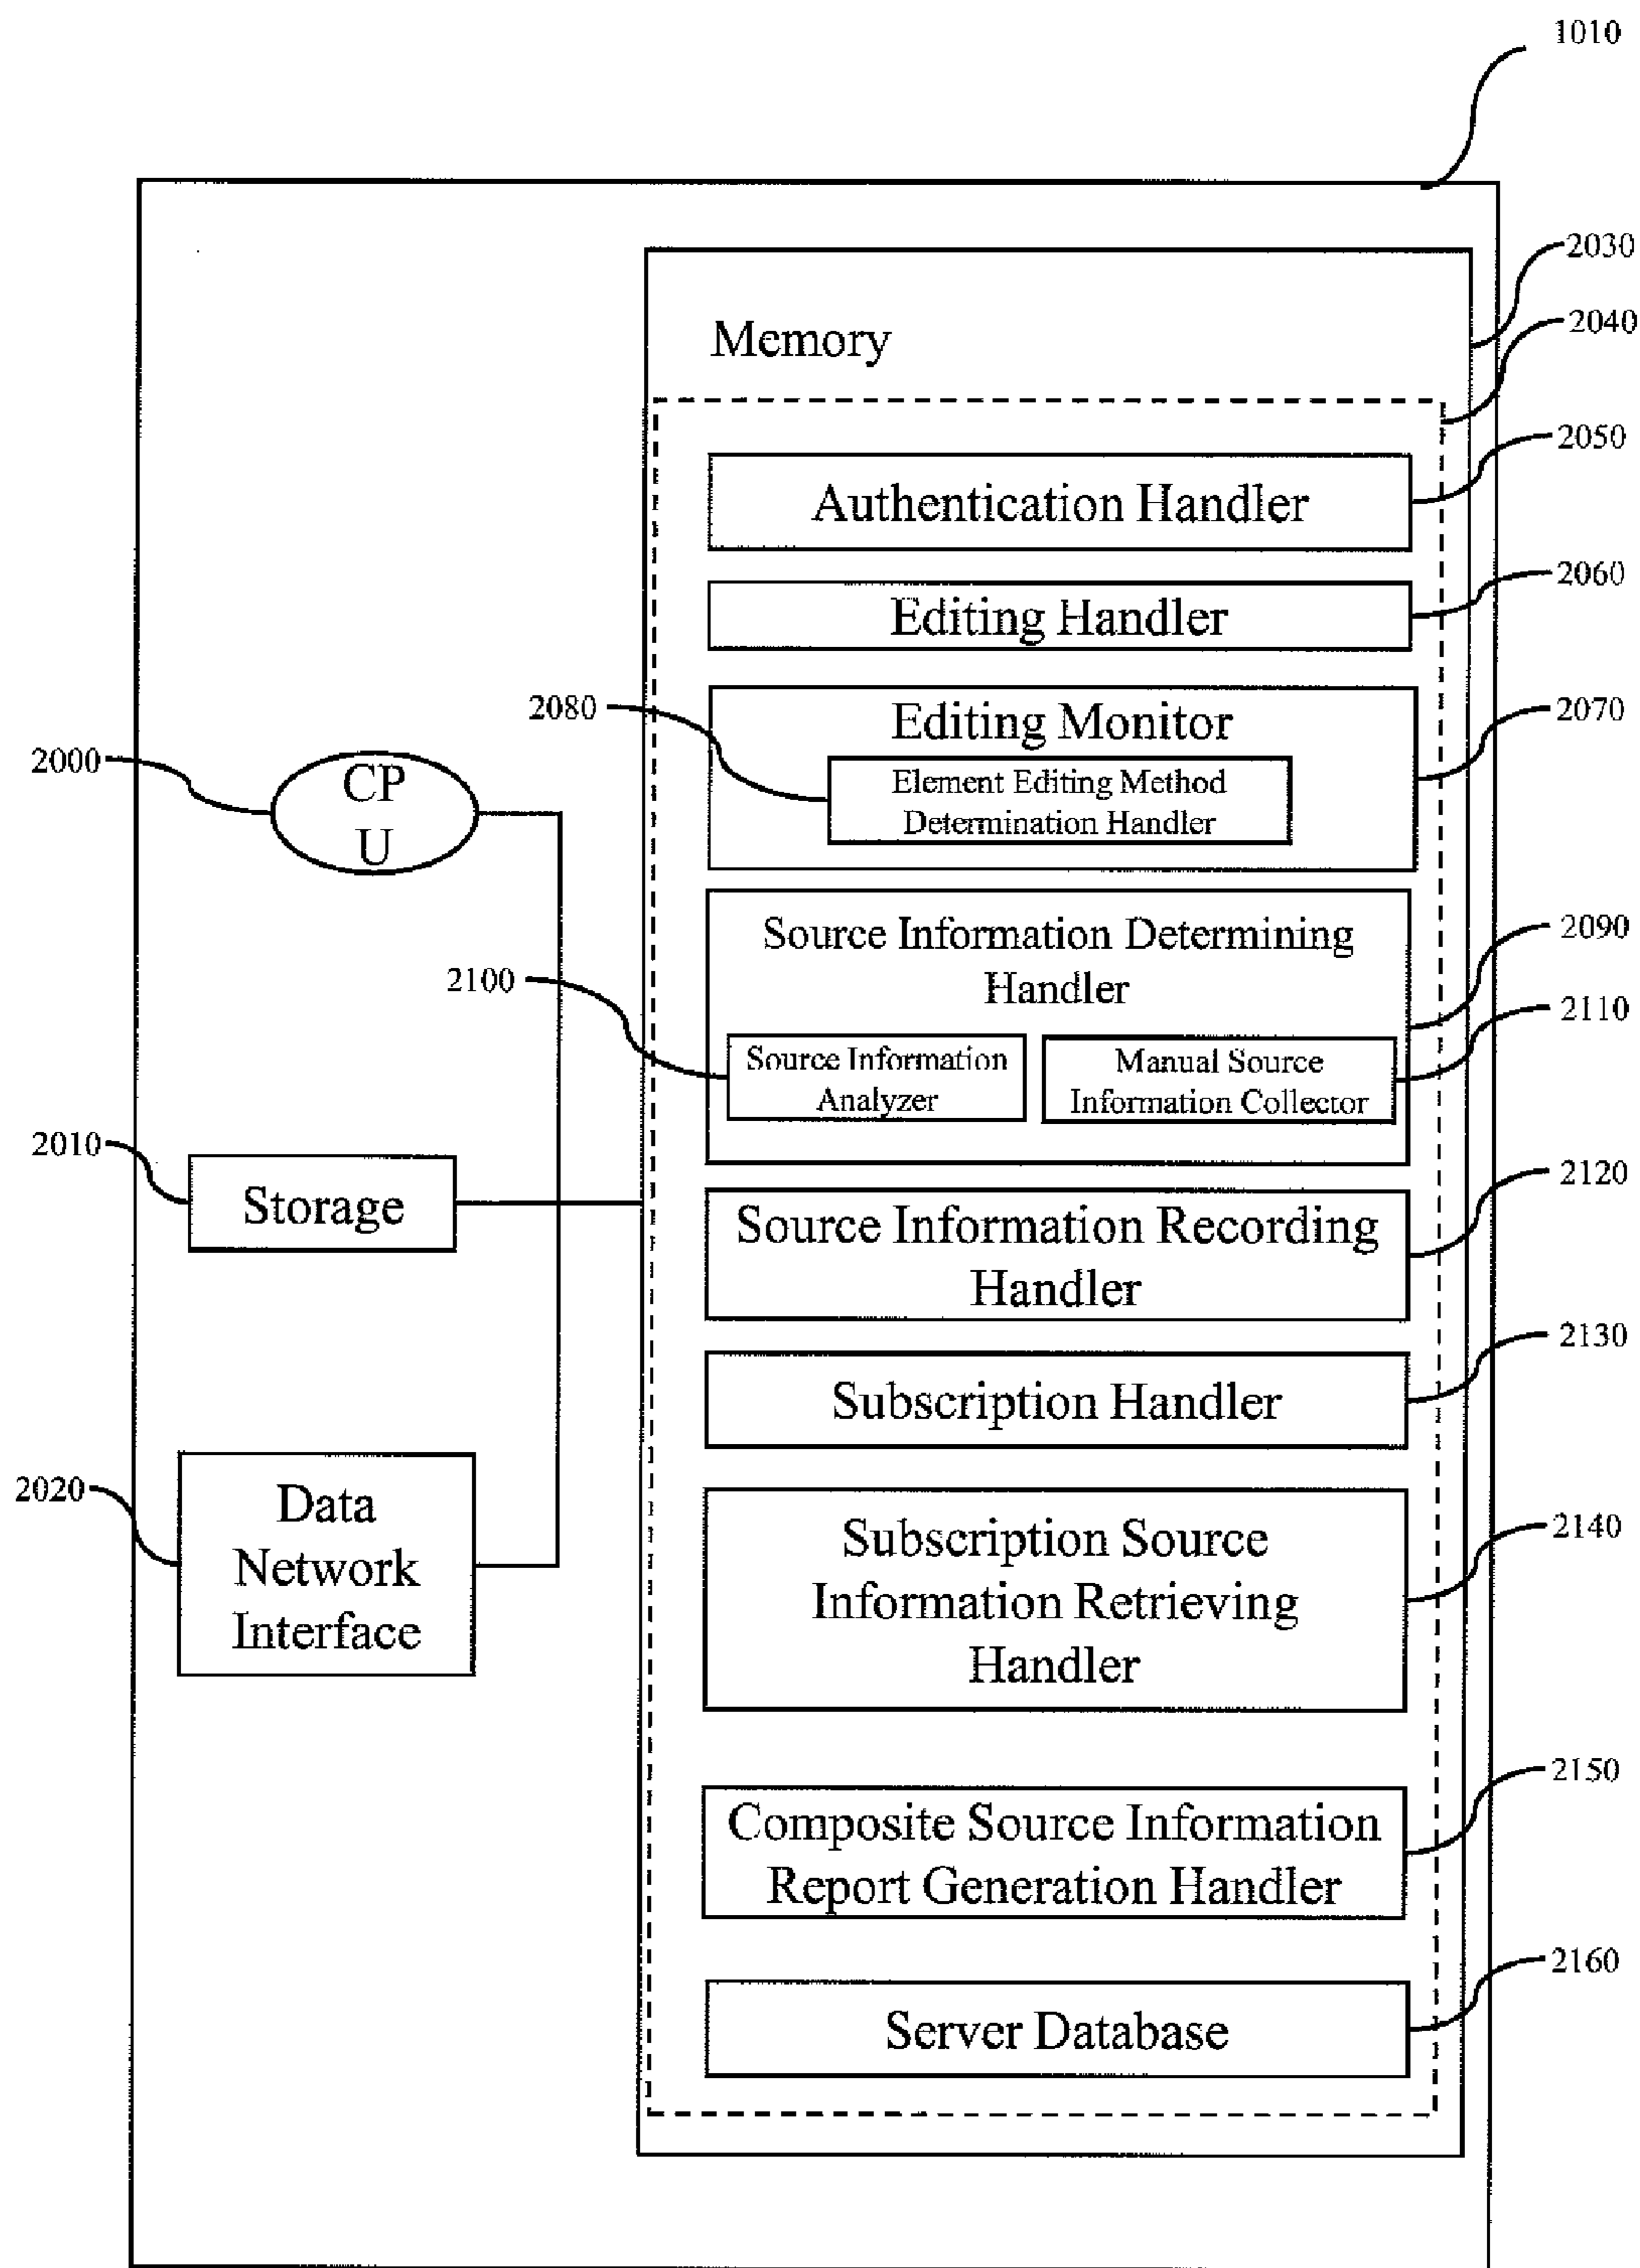 1010
2030
2040
Memory
2050
Authentication Handler
2060
Editing Handler
2080
2070
Editing Monitor
Element Editing Method
Determination Handler
2000
CP
U
2090
Source Information Determining
Handler
2100
2110
Source Information
Analyzer
Manual Source
Information Collector
2010
Storage
2120
Source Information Recording
Handler
2130
Subscription Handler
2020
Data
Network
Interface
2140
Subscription Source
Information Retrieving
Handler
2150
Composite Source Information
Report Generation Handler
2160
Server Database